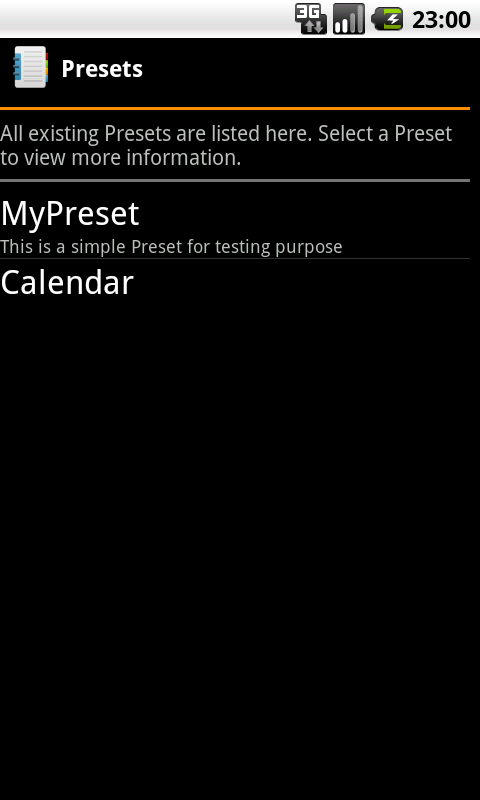 3G 23:00
Presets
All existing Presets are listed here. Select a Preset
to view more information.
MyPreset
This is a simple Preset for testing purpose
Calendar